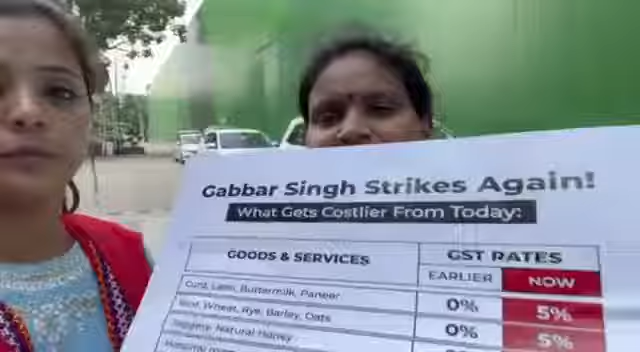 Gabbar Singh Strikes Again!
What Gets Costlier From Today:
GOODS & SERVICES
GST RATES
EARLIER
NOW
Curd, Lassi, Buttermilk, Paneer
0%
5%
Rice, Wheat, Rye, Barley, Oats
0%
5%
Jaggery, Natural Honey